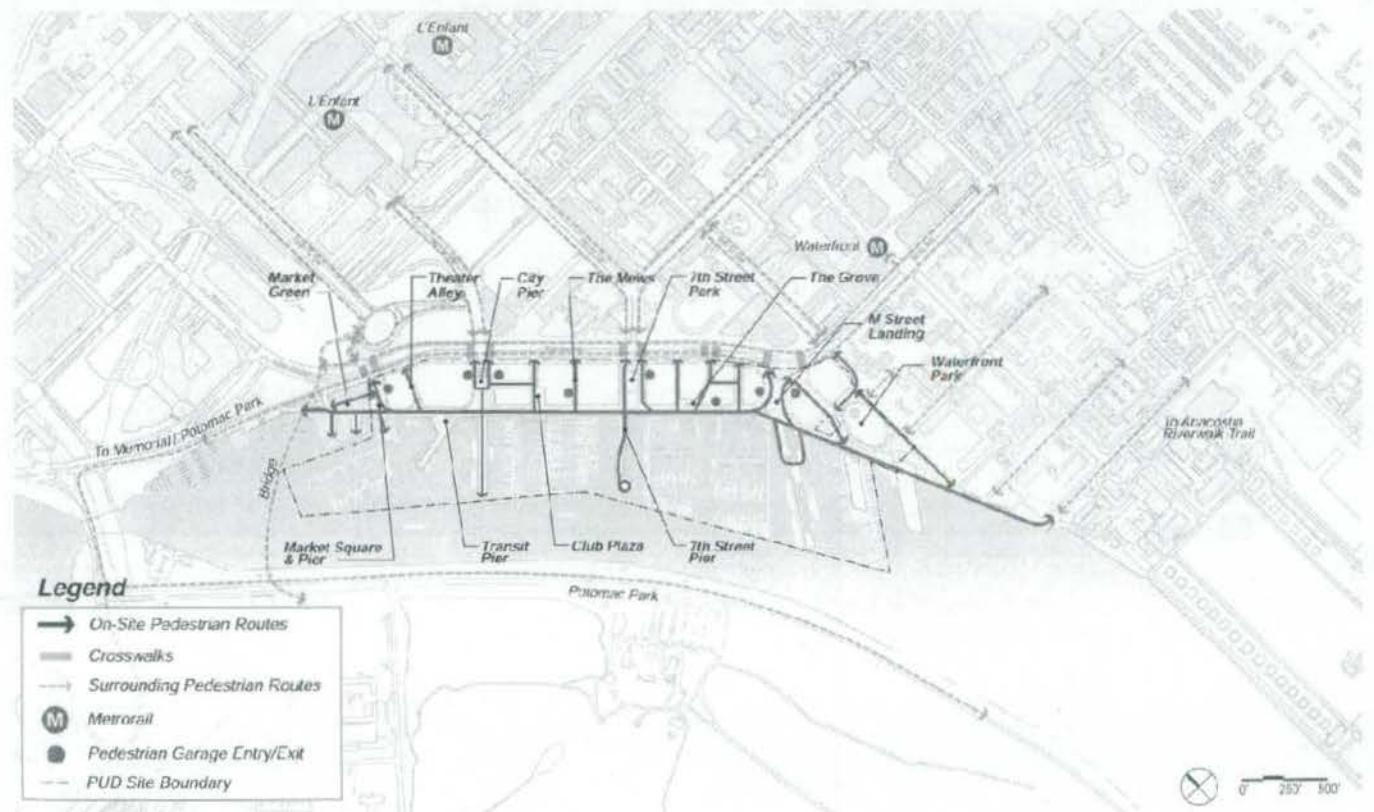 L'Enfant
M
L'Enfant
M
Waterfront M
Market
Green
Theater
Alley
City
Pier
The Mews
7th Street
Park
The Grove
M Street
Landing
Waterfront
Park
To Memorial / Potomac Park
To Anacostia
Riverwalk Trail
Bridge
Market Square
& Pier
Transit
Pier
Club Plaza
7th Street
Pier
Potomac Park
Legend
On-Site Pedestrian Routes
Crosswalks
Surrounding Pedestrian Routes
M Metrorail
Pedestrian Garage Entry/Exit
PUD Site Boundary
0' 250' 500'